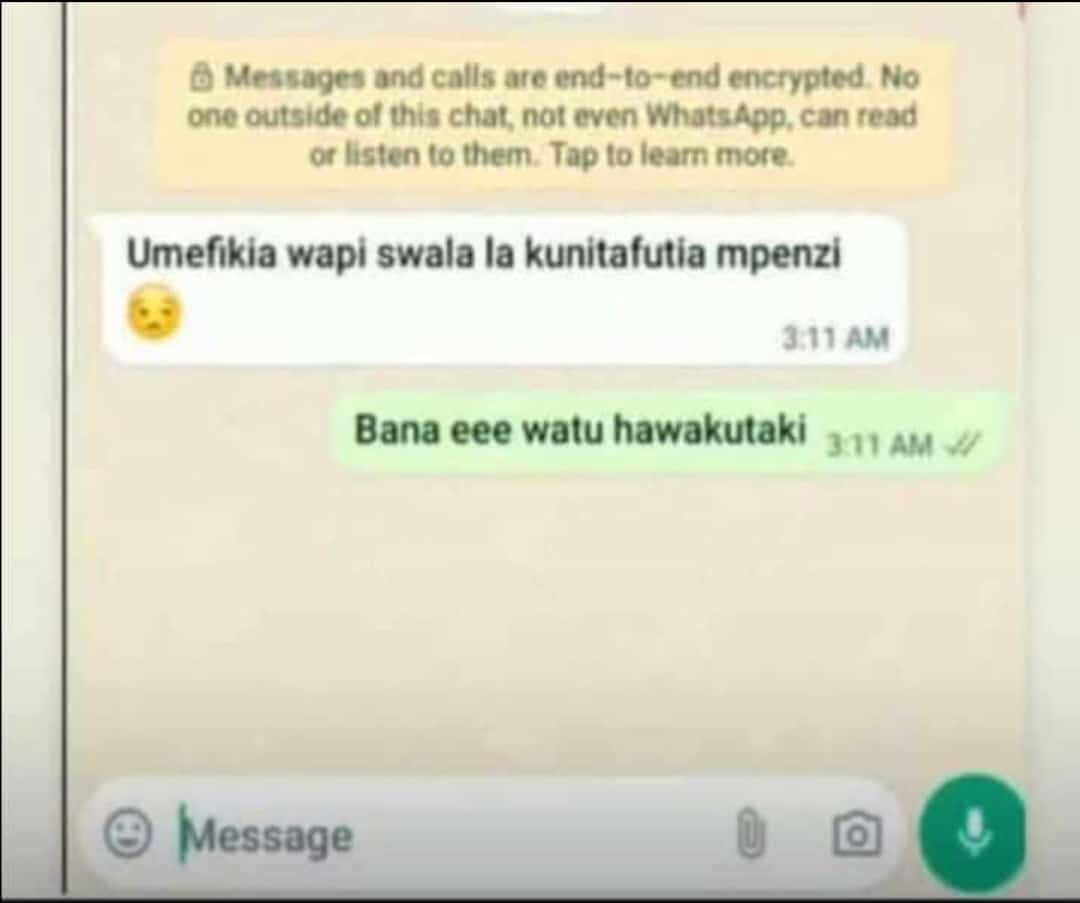 Messages and calls are end-to-end encrypted. No
one outside of this chat, not even WhatsApp, can read
or listen to them. Tap to learn more.
Umefikia wapi swala la kunitafutia mpenzi
😒
3:11 AM
Bana eee watu hawakutaki 3:11 AM
Message